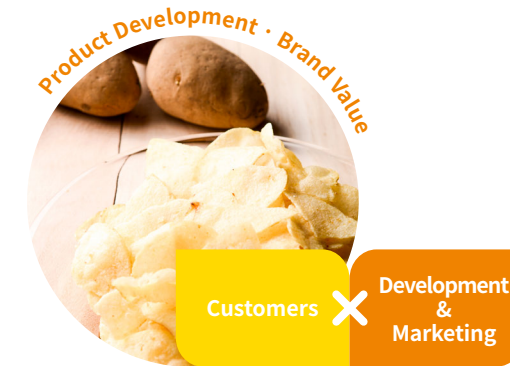 Product Development・Brand Value
Customers
Development
&
Marketing